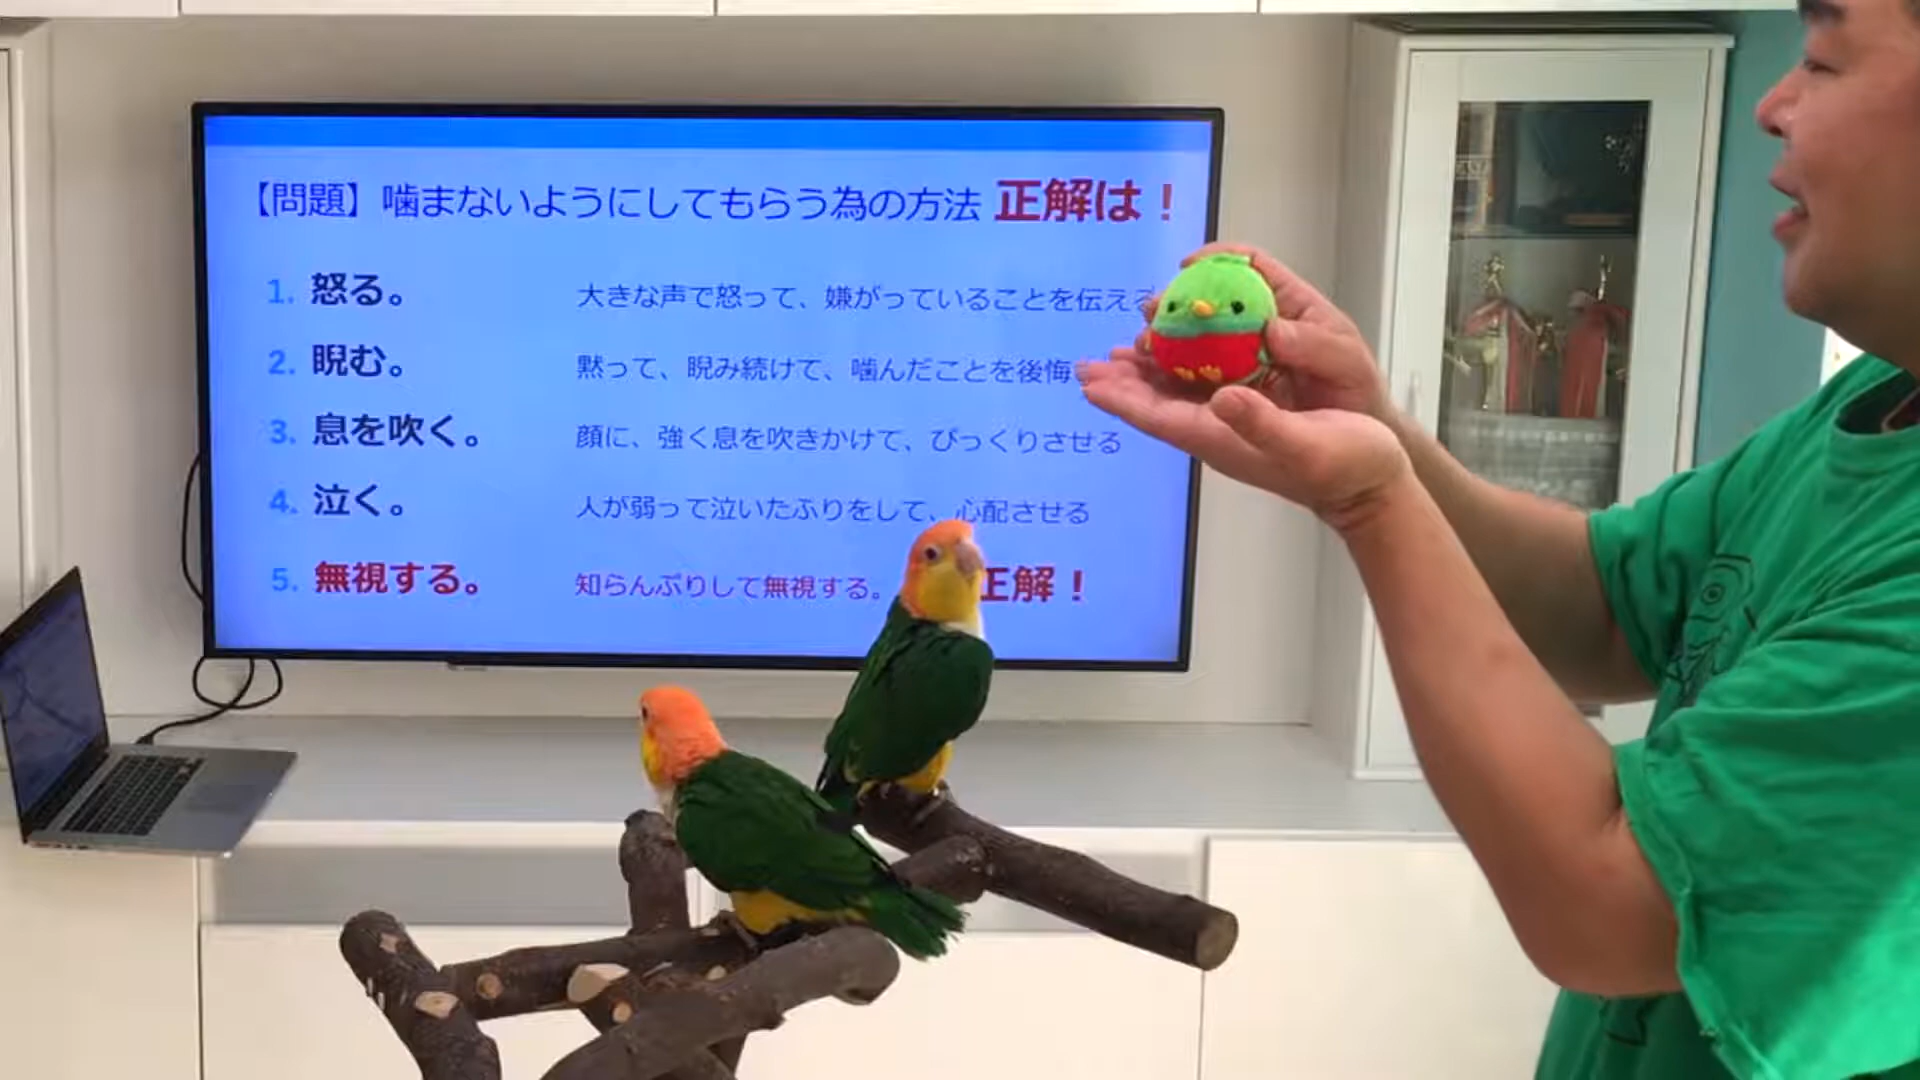 【問題】噛まないようにしてもらう為の方法 正解は！
1. 怒る。 大きな声で怒って、嫌がっていることを伝える
2. 睨む。 黙って、睨み続けて、噛んだことを後悔
3. 息を吹く。 顔に、強く息を吹きかけて、びっくりさせる
4. 泣く。 人が弱って泣いたふりをして、心配させる
5. 無視する。 知らんぷりして無視する。 正解！